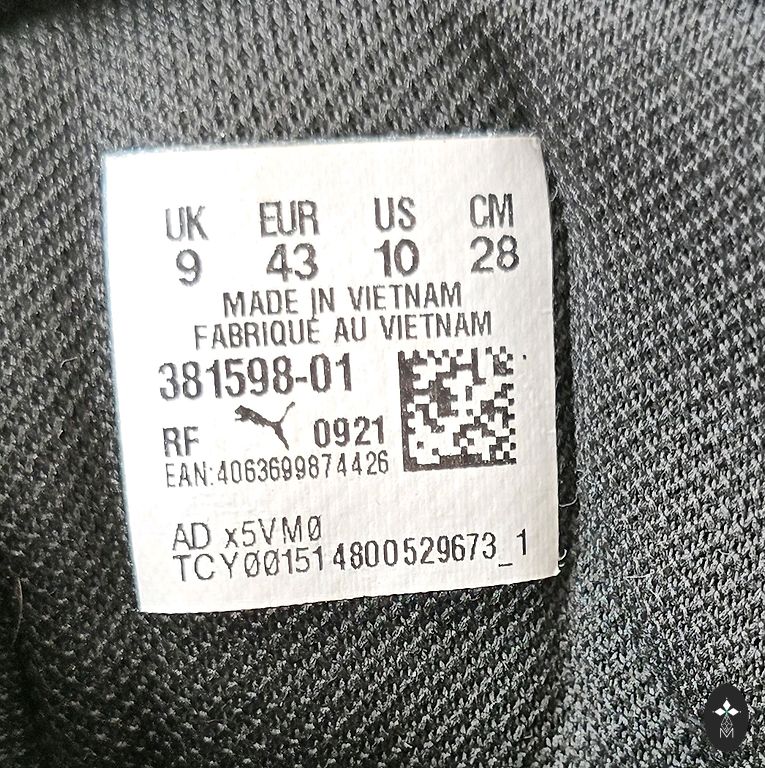 UK EUR US CM
9 43 10 28
MADE IN VIETNAM
FABRIQUÉ AU VIETNAM
381598-01
RF 0921
EAN:4063699874426
AD x5VM0
TCY001514800529673_1
M